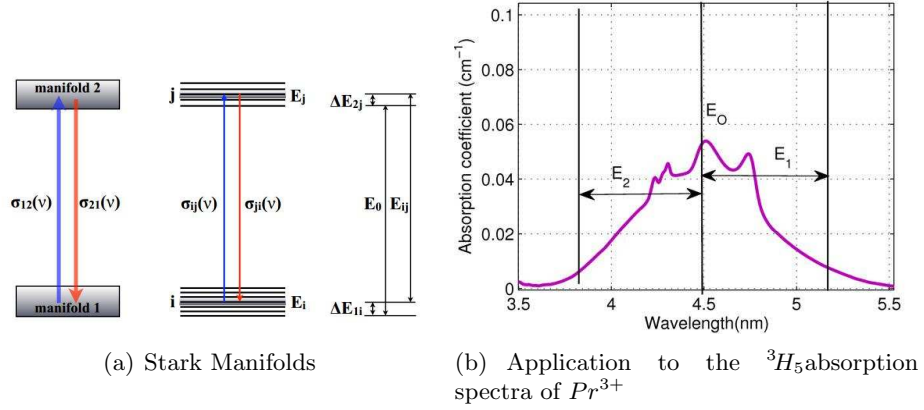 manifold 2
σ12(ν)
σ21(ν)
manifold 1
j
Ej
σij(ν)
σji(ν)
i
Ei
ΔE2j
E0
Eij
ΔE1i
Absorption coefficient (cm⁻¹)
0.1
0.08
0.06
0.04
0.02
0
EO
E1
E2
3.5
4
4.5
5
5.5
Wavelength(nm)
(a) Stark Manifolds
(b) Application to the ³H₅absorption
spectra of Pr³⁺